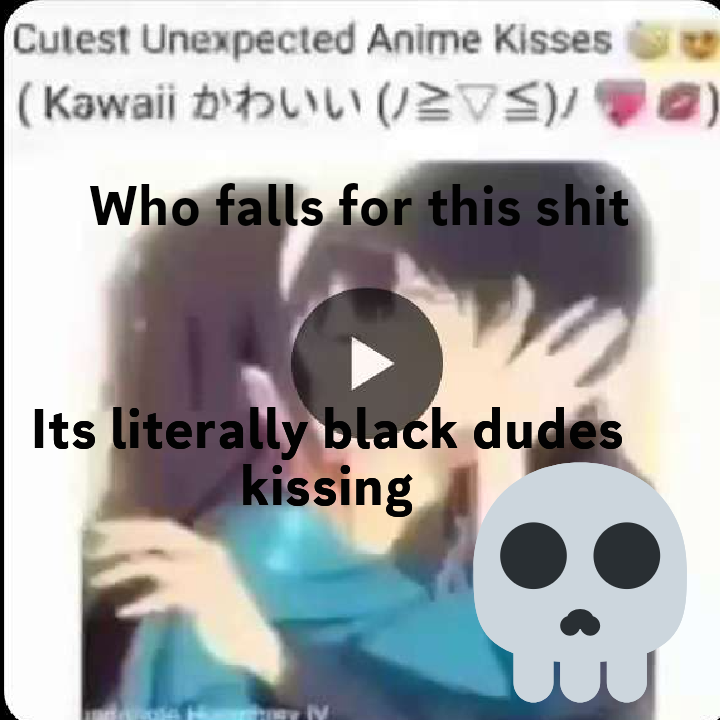 Cutest Unexpected Anime Kisses 😆😍
( Kawaii かわいい (ﾉ≧▽≦)ﾉ 💗💋)
Who falls for this shit
Its literally black dudes
kissing
IV